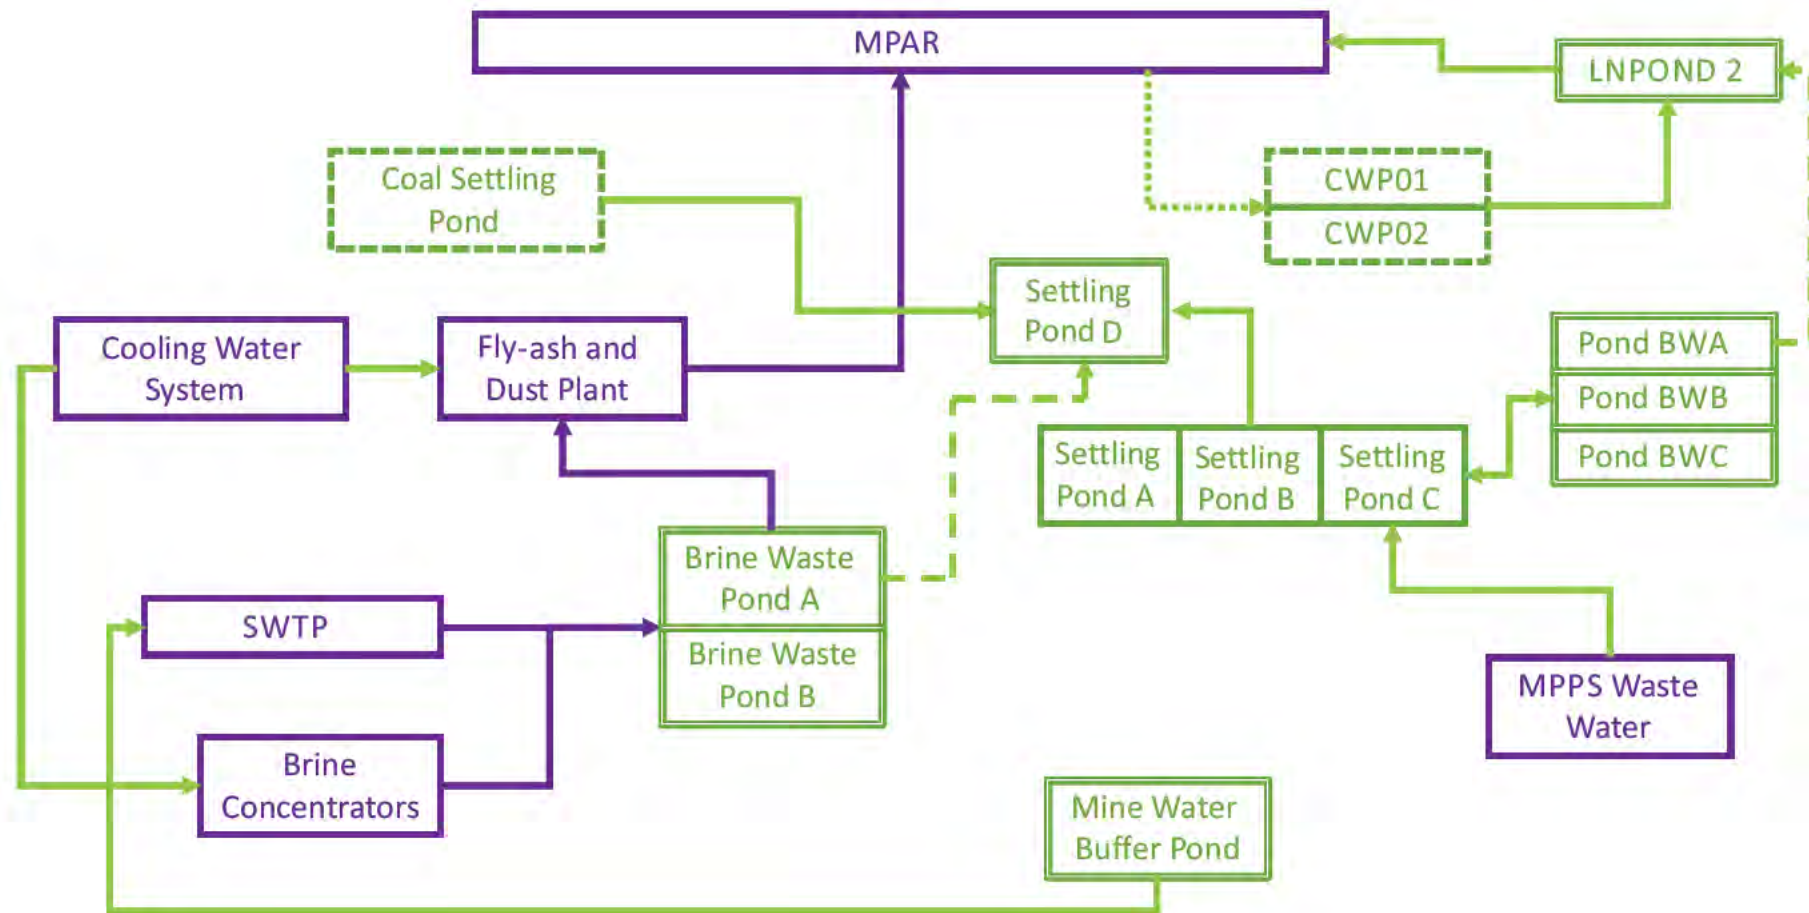 MPAR
LNPOND 2
Coal Settling
Pond
CWP01
CWP02
Settling
Pond D
Cooling Water
System
Fly-ash and
Dust Plant
Pond BWA
Pond BWB
Pond BWC
Settling
Pond A
Settling
Pond B
Settling
Pond C
Brine Waste
Pond A
Brine Waste
Pond B
SWTP
MPPS Waste
Water
Brine
Concentrators
Mine Water
Buffer Pond